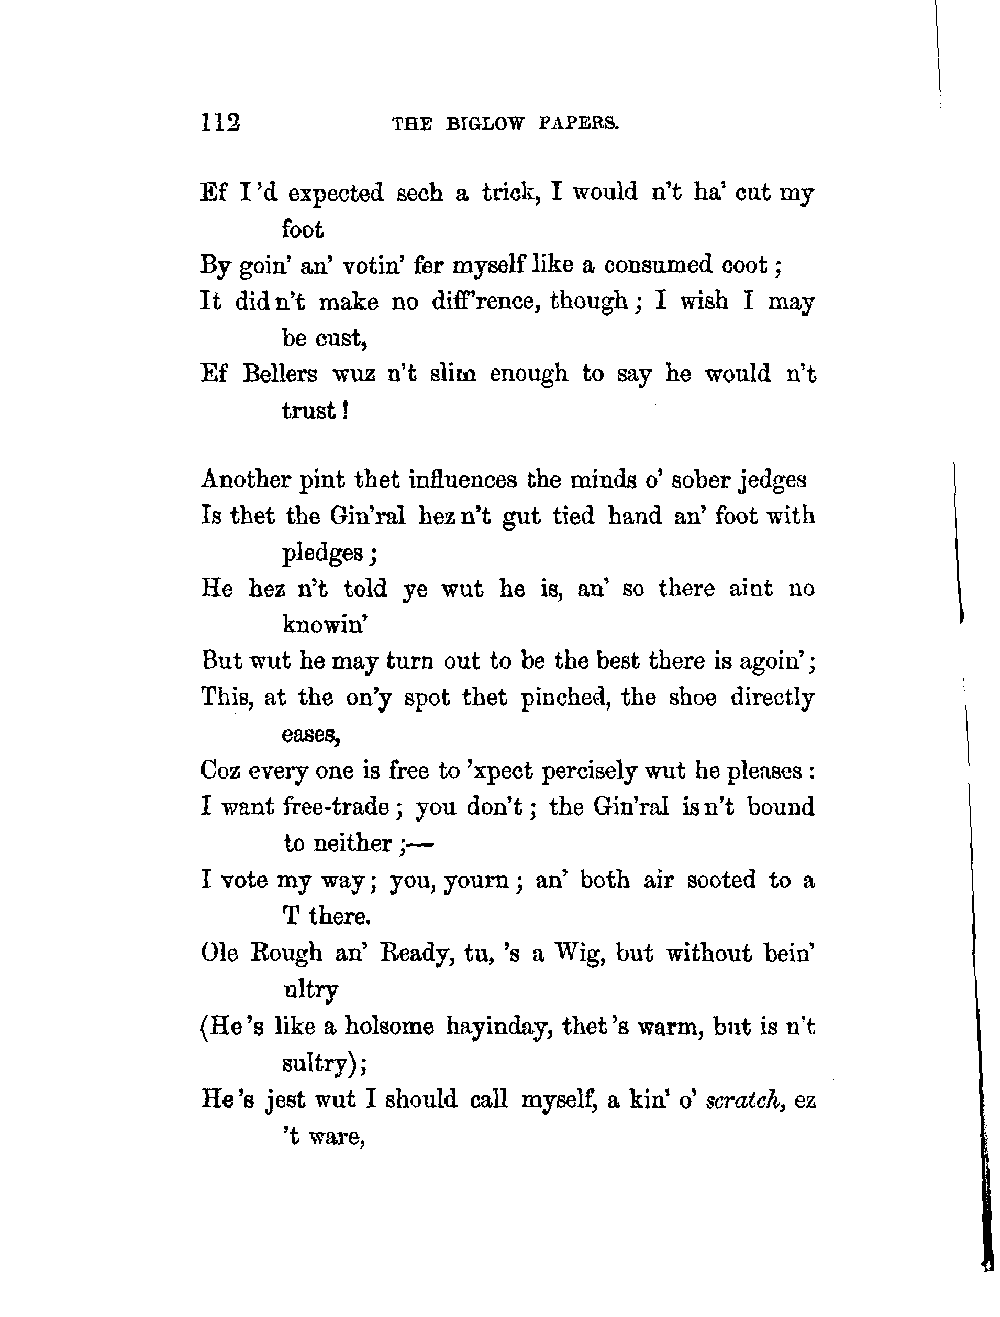 112 THE BIGLOW PAPERS.
Ef I'd expected sech a trick, I would n't ha' cut my
foot
By goin' an' votin' fer myself like a consumed coot;
It did n't make no diff'rence, though; I wish I may
be cust,
Ef Bellers wuz n't slim enough to say he would n't
trust!
Another pint thet influences the minds o' sober jedges
Is thet the Gin'ral hez n't gut tied hand an' foot with
pledges;
He hez n't told ye wut he is, an' so there aint no
knowin'
But wut he may turn out to be the best there is agoin';
This, at the on'y spot thet pinched, the shoe directly
eases,
Coz every one is free to 'xpect percisely wut he pleases:
I want free-trade; you don't; the Gin'ral is n't bound
to neither;—
I vote my way; you, yourn; an' both air sooted to a
T there.
Ole Rough an' Ready, tu, 's a Wig, but without bein'
ultry
(He's like a holsome hayinday, thet's warm, but is n't
sultry);
He's jest wut I should call myself, a kin' o' scratch, ez
't ware,